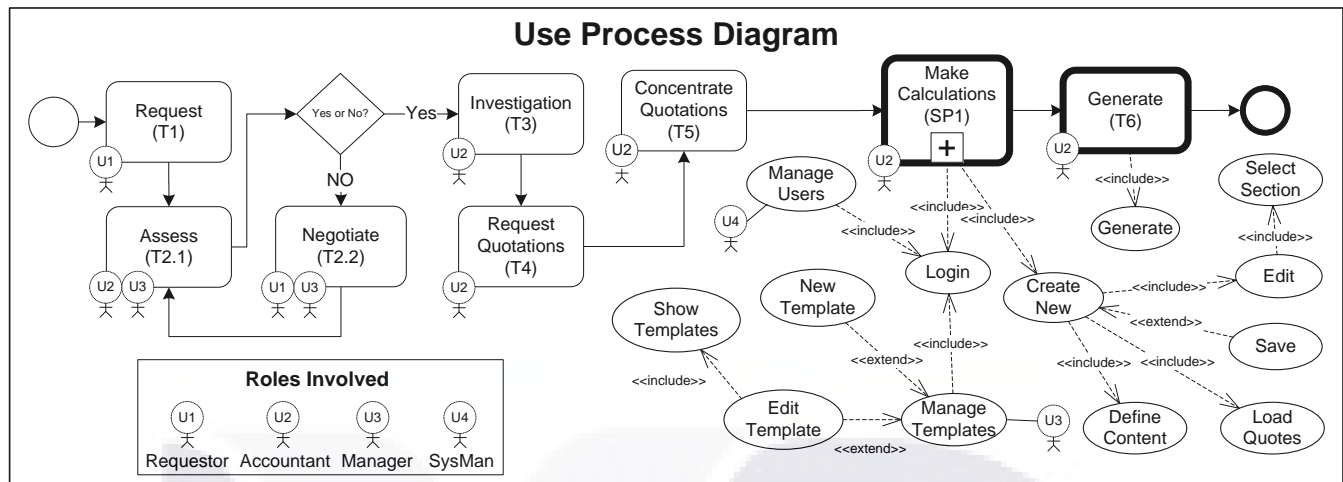 Use Process Diagram
Request
(T1)
U1
Yes or No?
Yes
NO
Investigation
(T3)
U2
Concentrate
Quotations
(T5)
U2
Make
Calculations
(SP1)
+
U2
Generate
(T6)
U2
Assess
(T2.1)
U2
U3
Negotiate
(T2.2)
U1
U3
Request
Quotations
(T4)
U2
Manage
Users
U4
<<include>>
<<include>>
<<include>>
<<include>>
Generate
Select
Section
<<include>>
Login
Create
New
<<include>>
Edit
<<extend>>
Save
New
Template
Show
Templates
<<include>>
<<extend>>
<<include>>
<<include>>
<<include>>
Edit
Template
<<extend>>
Manage
Templates
U3
Define
Content
Load
Quotes
Roles Involved
U1
U2
U3
U4
Requestor
Accountant
Manager
SysMan